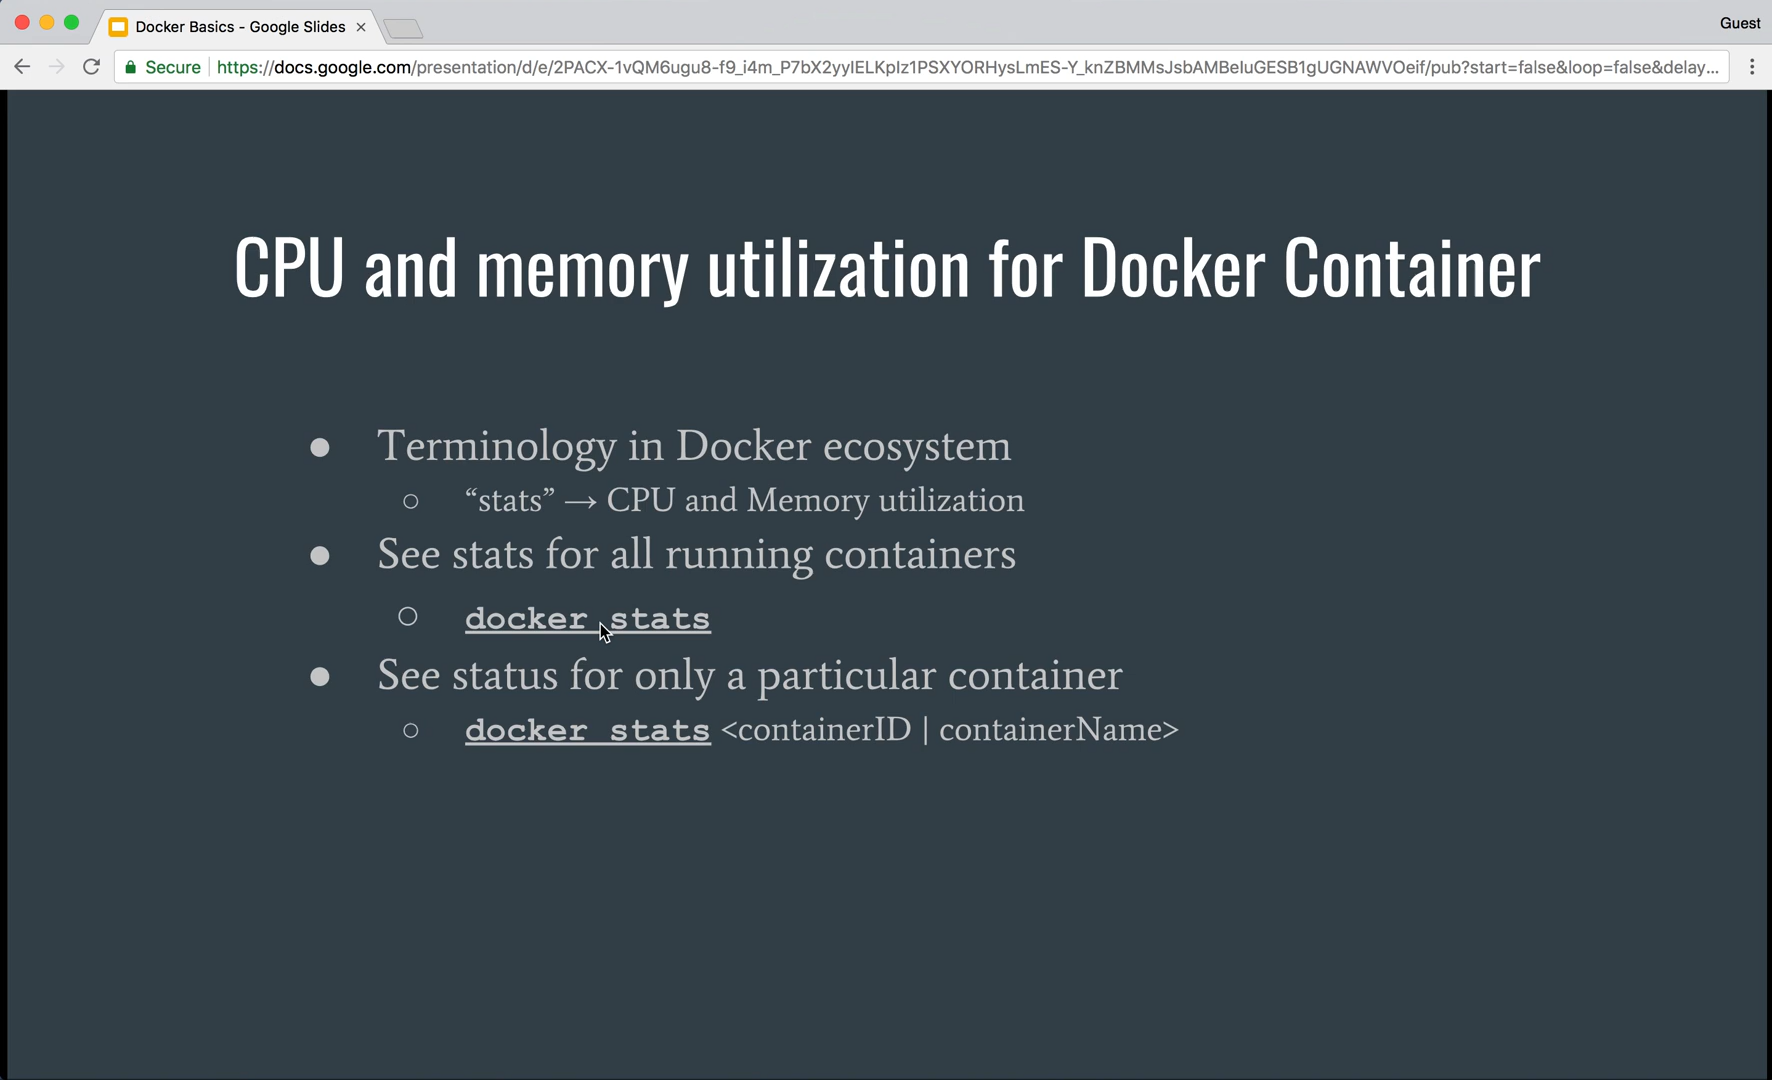 Docker Basics - Google Slides
Guest
Secure https://docs.google.com/presentation/d/e/2PACX-1vQM6ugu8-f9_i4m_P7bX2yyIELKpIz1PSXYORHysLmES-Y_knZBMMsJsbAMBeIuGESB1gUGNAWVOeif/pub?start=false&loop=false&delay...
CPU and memory utilization for Docker Container
● Terminology in Docker ecosystem
○ “stats” → CPU and Memory utilization
● See stats for all running containers
○ docker stats
● See status for only a particular container
○ docker stats <containerID | containerName>